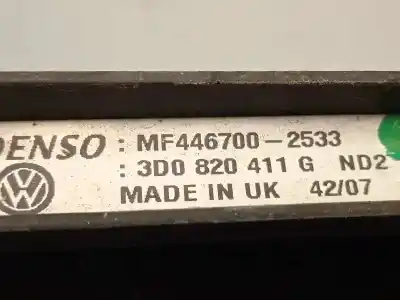 DENSO : MF446700-2533
: 3D0 820 411 G ND2
MADE IN UK 42/07